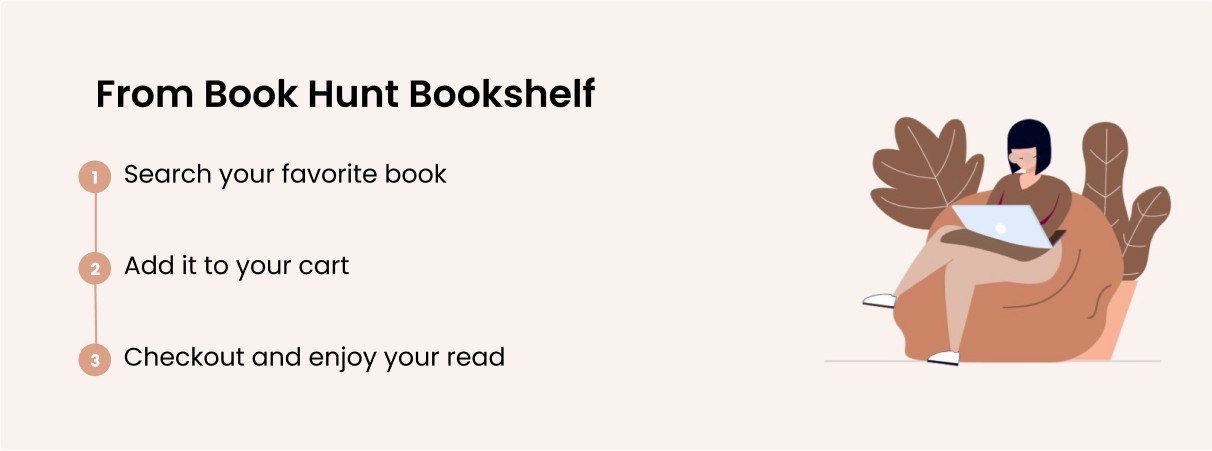 From Book Hunt Bookshelf
1 Search your favorite book
2 Add it to your cart
3 Checkout and enjoy your read